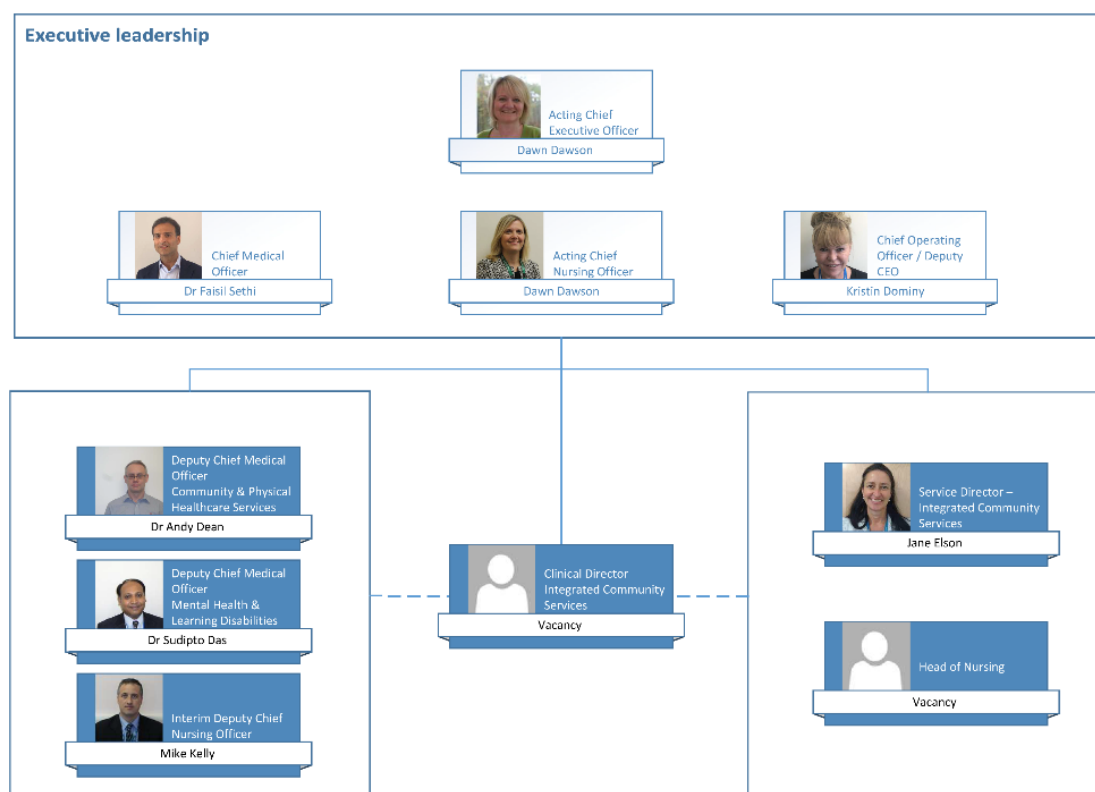 Executive leadership
Acting Chief
Executive Officer
Dawn Dawson
Chief Medical
Officer
Dr Faisil Sethi
Acting Chief
Nursing Officer
Dawn Dawson
Chief Operating
Officer / Deputy
CEO
Kristin Dominy
Deputy Chief Medical
Officer
Community & Physical
Healthcare Services
Dr Andy Dean
Deputy Chief Medical
Officer
Mental Health &
Learning Disabilities
Dr Sudipto Das
Interim Deputy Chief
Nursing Officer
Mike Kelly
Clinical Director
Integrated Community
Services
Vacancy
Service Director –
Integrated Community
Services
Jane Elson
Head of Nursing
Vacancy